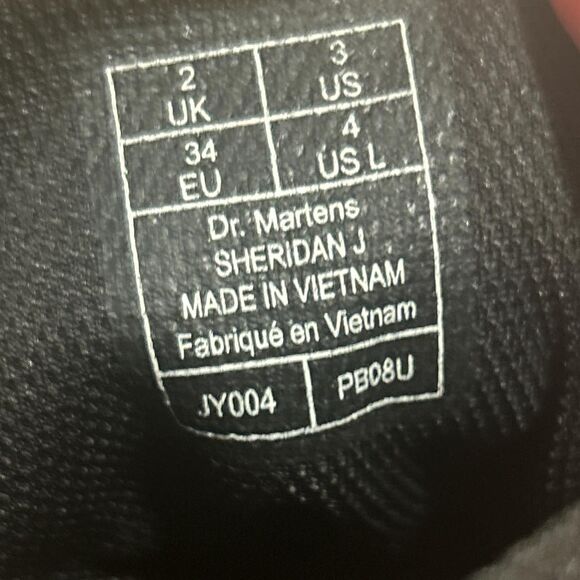 2 UK
3 US
34 EU
4 US L
Dr. Martens
SHERIDAN J
MADE IN VIETNAM
Fabriqué en Vietnam
JY004
PB08U